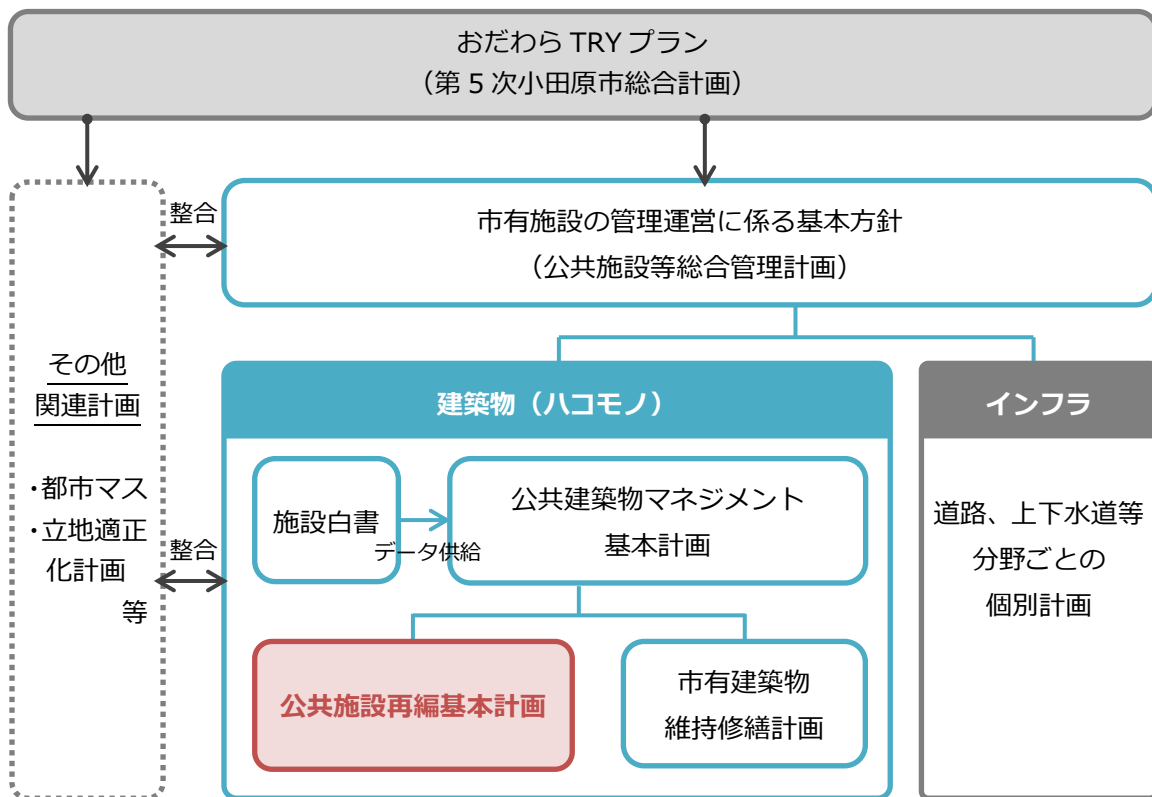 おだわら TRY プラン
（第 5 次小田原市総合計画）
整合
市有施設の管理運営に係る基本方針
（公共施設等総合管理計画）
その他
関連計画
・都市マス
・立地適正
化計画
等
整合
建築物（ハコモノ）
施設白書
データ供給
公共建築物マネジメント
基本計画
公共施設再編基本計画
市有建築物
維持修繕計画
インフラ
道路、上下水道等
分野ごとの
個別計画